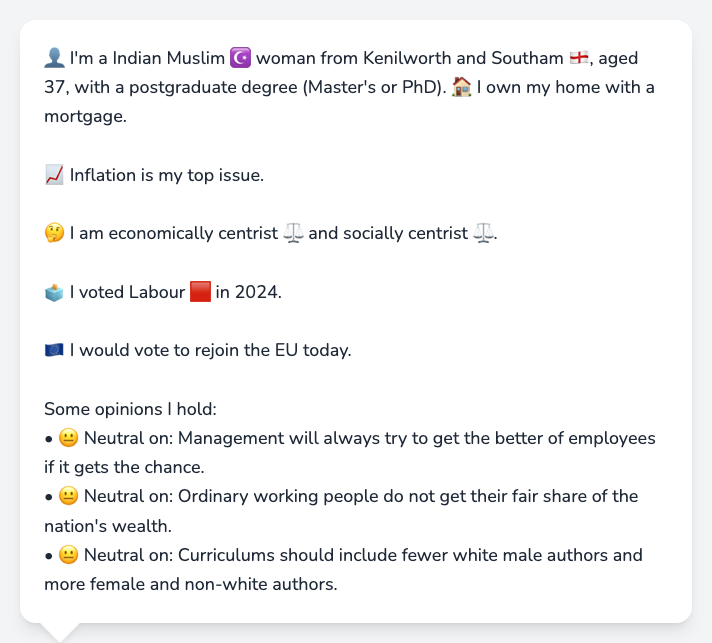 👤 I'm a Indian Muslim ☪️ woman from Kenilworth and Southam 🏴󠁧󠁢󠁥󠁮󠁧󠁿, aged
37, with a postgraduate degree (Master's or PhD). 🏠 I own my home with a
mortgage.
📈 Inflation is my top issue.
🤔 I am economically centrist ⚖️ and socially centrist ⚖️.
🗳️ I voted Labour 🟥 in 2024.
🇪🇺 I would vote to rejoin the EU today.
Some opinions I hold:
• 😐 Neutral on: Management will always try to get the better of employees
if it gets the chance.
• 😐 Neutral on: Ordinary working people do not get their fair share of the
nation's wealth.
• 😐 Neutral on: Curriculums should include fewer white male authors and
more female and non-white authors.